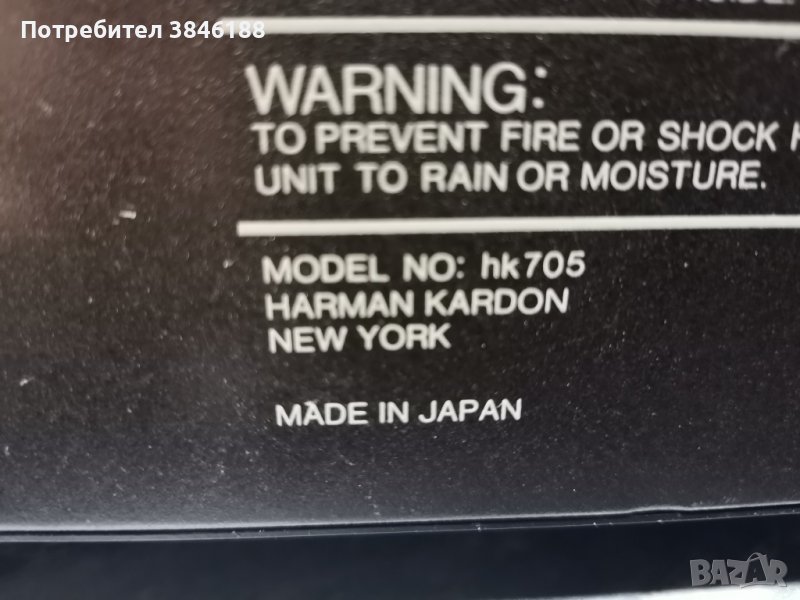 Потребител 3846188
WARNING:
TO PREVENT FIRE OR SHOCK
UNIT TO RAIN OR MOISTURE.
MODEL NO: hk705
HARMAN KARDON
NEW YORK
MADE IN JAPAN
BAZAR